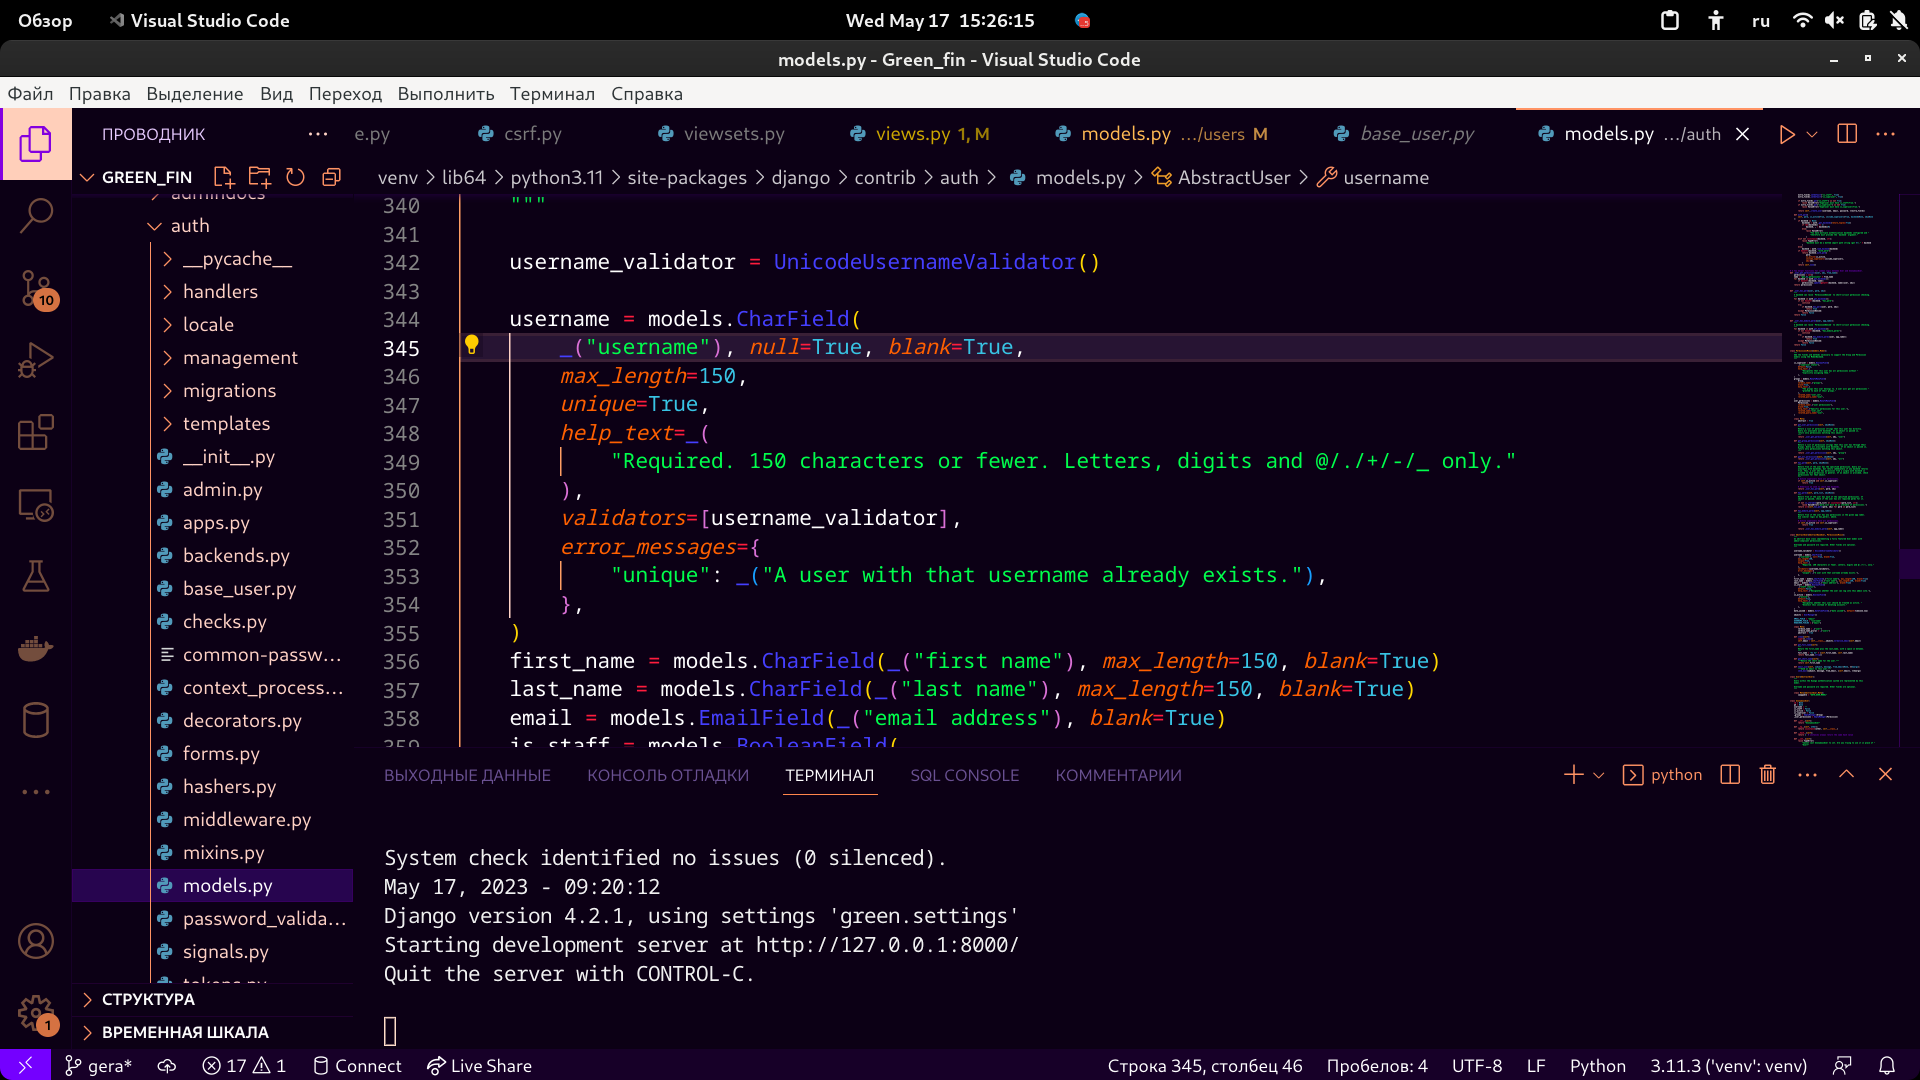 Обзор Visual Studio Code Wed May 17 15:26:15 ru
models.py - Green_fin - Visual Studio Code
Файл Правка Выделение Вид Переход Выполнить Терминал Справка
ПРОВОДНИК ... e.py csrf.py viewsets.py views.py 1, M models.py .../users M base_user.py models.py .../auth
GREEN_FIN venv > lib64 > python3.11 > site-packages > django > contrib > auth > models.py > AbstractUser > username
admindocs
auth
__pycache__
handlers
locale
management
migrations
templates
__init__.py
admin.py
apps.py
backends.py
base_user.py
checks.py
common-passw...
context_process...
decorators.py
forms.py
hashers.py
middleware.py
mixins.py
models.py
password_valida...
signals.py
tokens.py
СТРУКТУРА
ВРЕМЕННАЯ ШКАЛА
10
1
340 """
341
342 username_validator = UnicodeUsernameValidator()
343
344 username = models.CharField(
345 _("username"), null=True, blank=True,
346 max_length=150,
347 unique=True,
348 help_text=_(
349 "Required. 150 characters or fewer. Letters, digits and @/./+/-/_ only."
350 ),
351 validators=[username_validator],
352 error_messages={
353 "unique": _("A user with that username already exists."),
354 },
355 )
356 first_name = models.CharField(_("first name"), max_length=150, blank=True)
357 last_name = models.CharField(_("last name"), max_length=150, blank=True)
358 email = models.EmailField(_("email address"), blank=True)
359 is_staff = models.BooleanField(
ВЫХОДНЫЕ ДАННЫЕ КОНСОЛЬ ОТЛАДКИ ТЕРМИНАЛ SQL CONSOLE КОММЕНТАРИИ python
System check identified no issues (0 silenced).
May 17, 2023 - 09:20:12
Django version 4.2.1, using settings 'green.settings'
Starting development server at http://127.0.0.1:8000/
Quit the server with CONTROL-C.
gera* 17 1 Connect Live Share Строка 345, столбец 46 Пробелов: 4 UTF-8 LF Python 3.11.3 ('venv': venv)